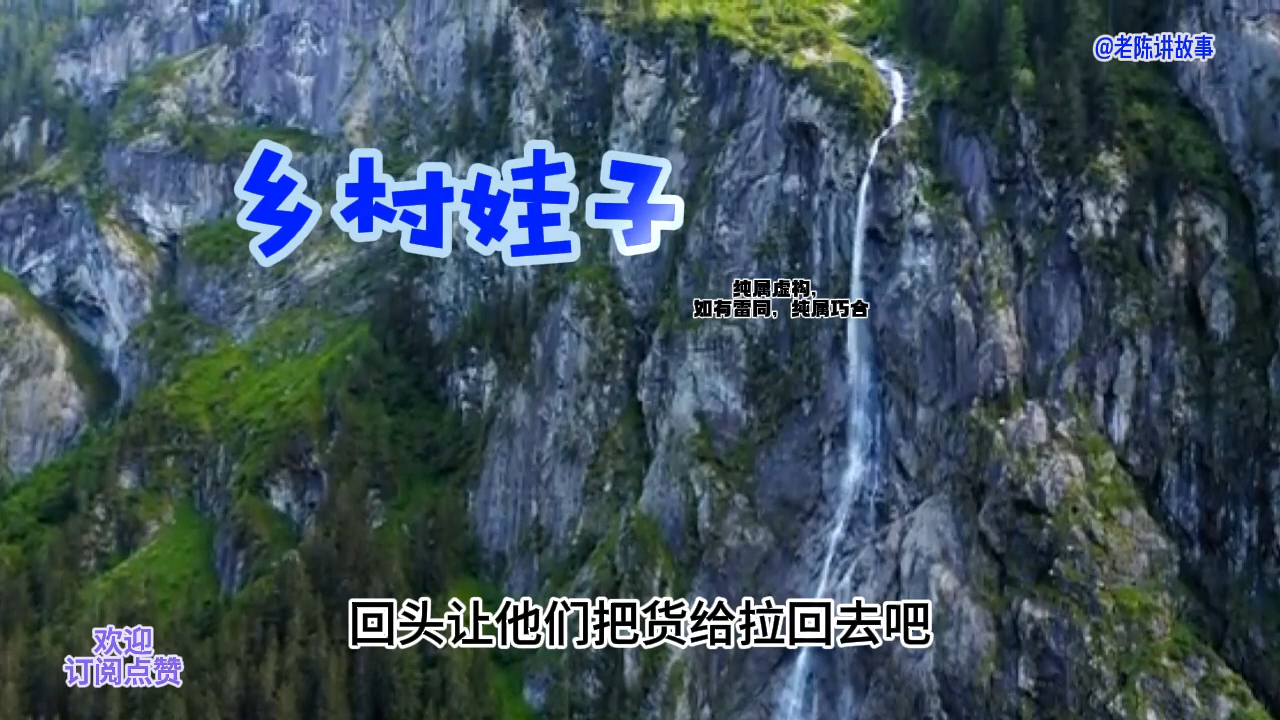 @老陈讲故事
乡村娃子
纯属虚构,
如有雷同, 纯属巧合
回头让他们把货给拉回去吧
欢迎
订阅点赞